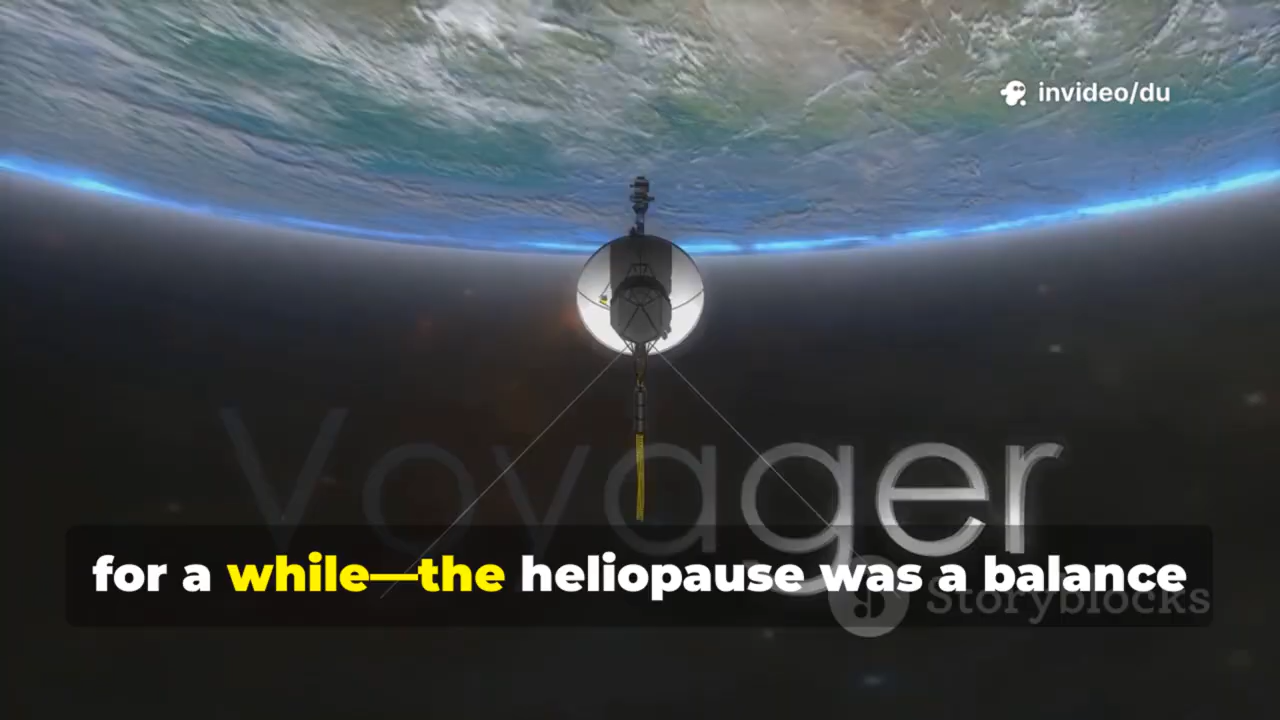 invideo/du
Voyager
for a while—the heliopause was a balance
Storyblocks